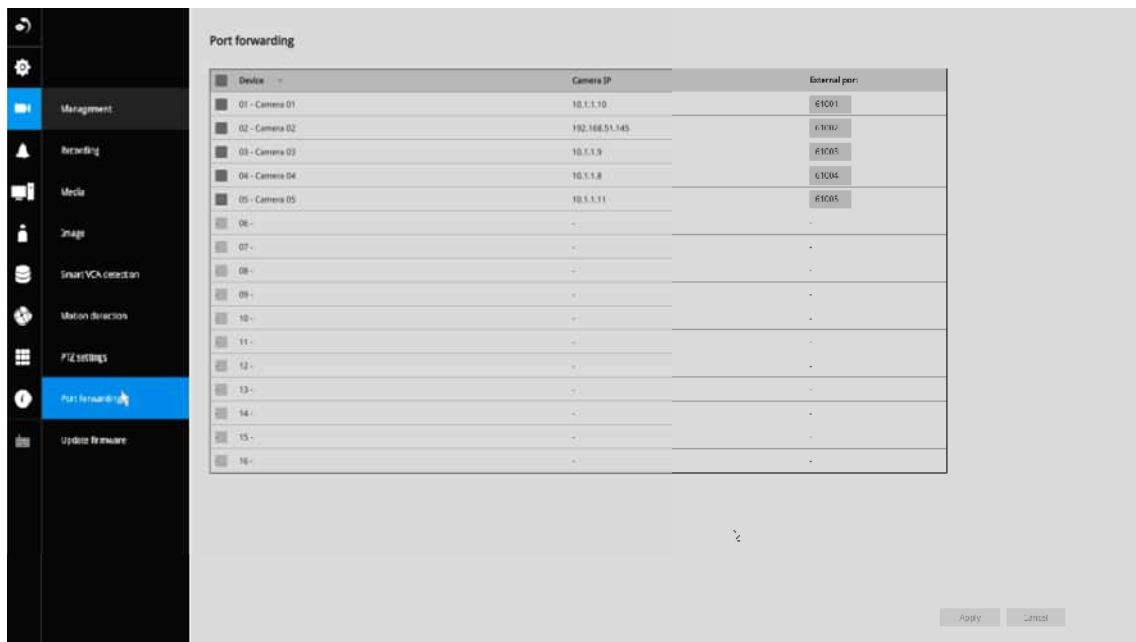 Port forwarding
Device Camera IP External port
Management
01 - Camera 01 10.1.1.10 61001
02 - Camera 02 192.168.51.145 61002
Recording
03 - Camera 03 10.1.1.9 61003
04 - Camera 04 10.1.1.8 61004
Media
05 - Camera 05 10.1.1.11 61005
06 - - -
Image
07 - - -
08 - - -
Smart VCA detection
09 - - -
10 - - -
Motion detection
11 - - -
PTZ settings
12 - - -
13 - - -
Port forwarding
14 - - -
15 - - -
Update firmware
16 - - -
Apply Cancel